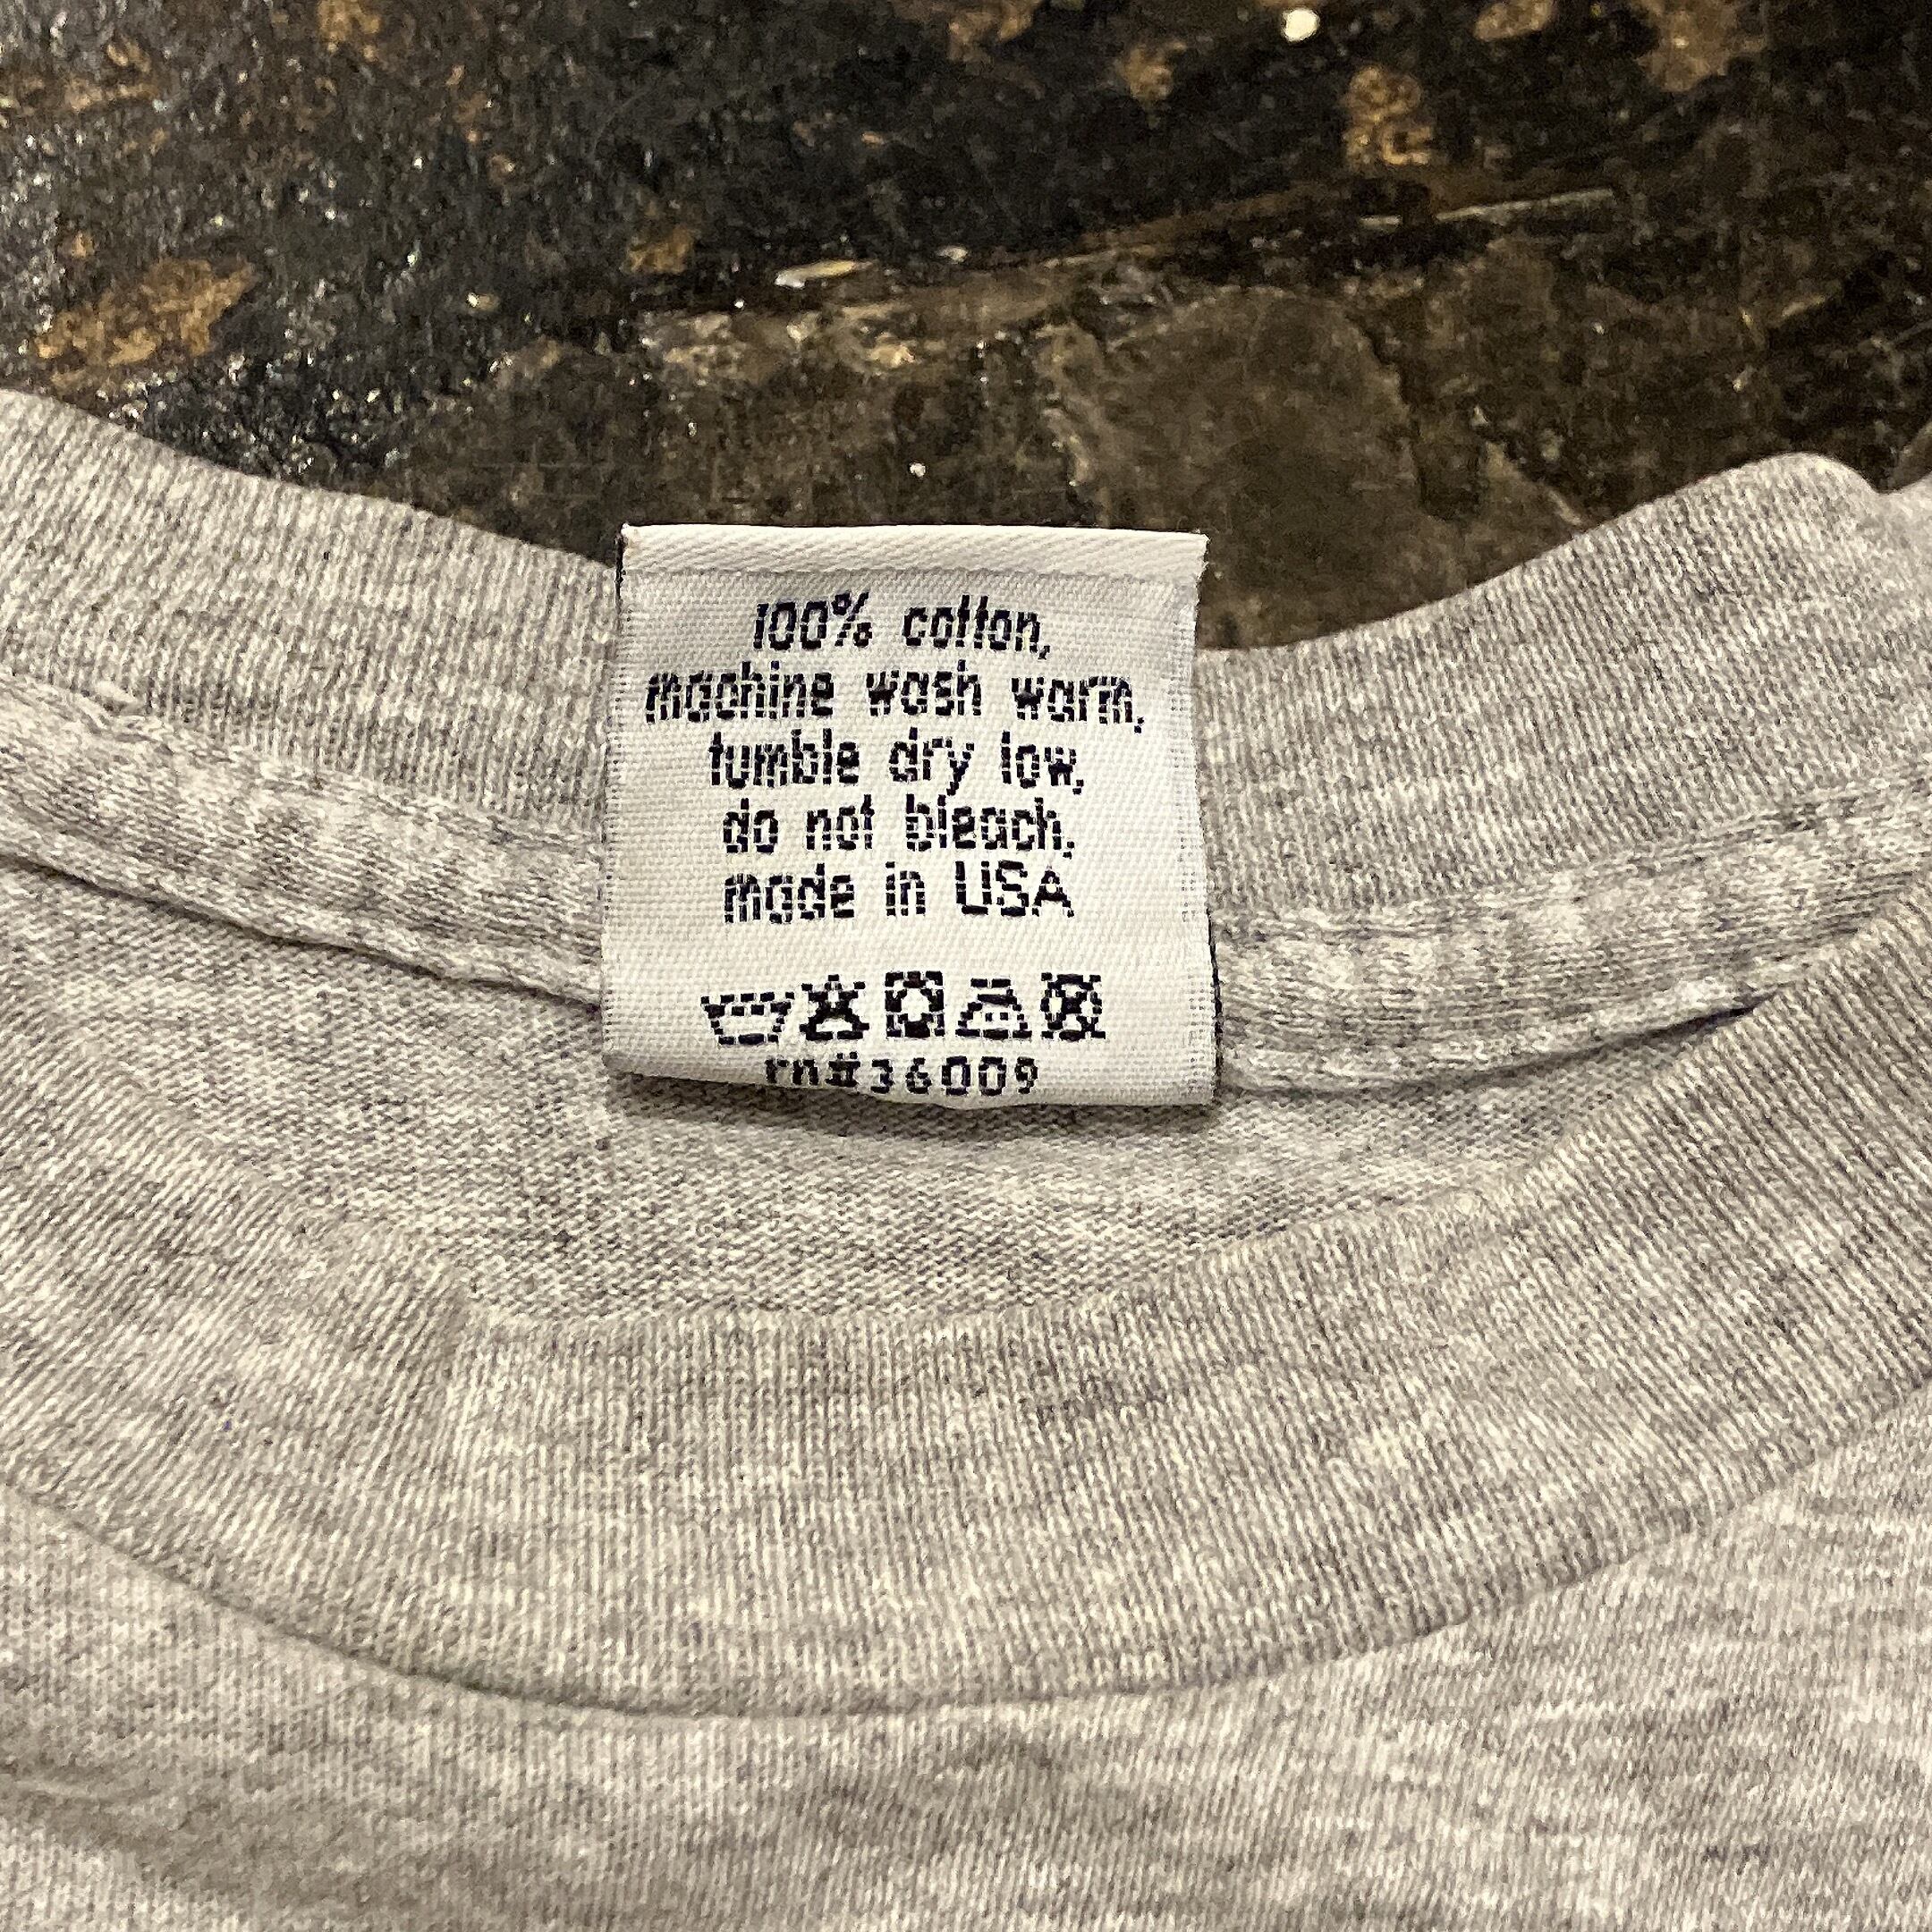 100% cotton,
machine wash warm,
tumble dry low,
do not bleach,
made in USA
rn#36009